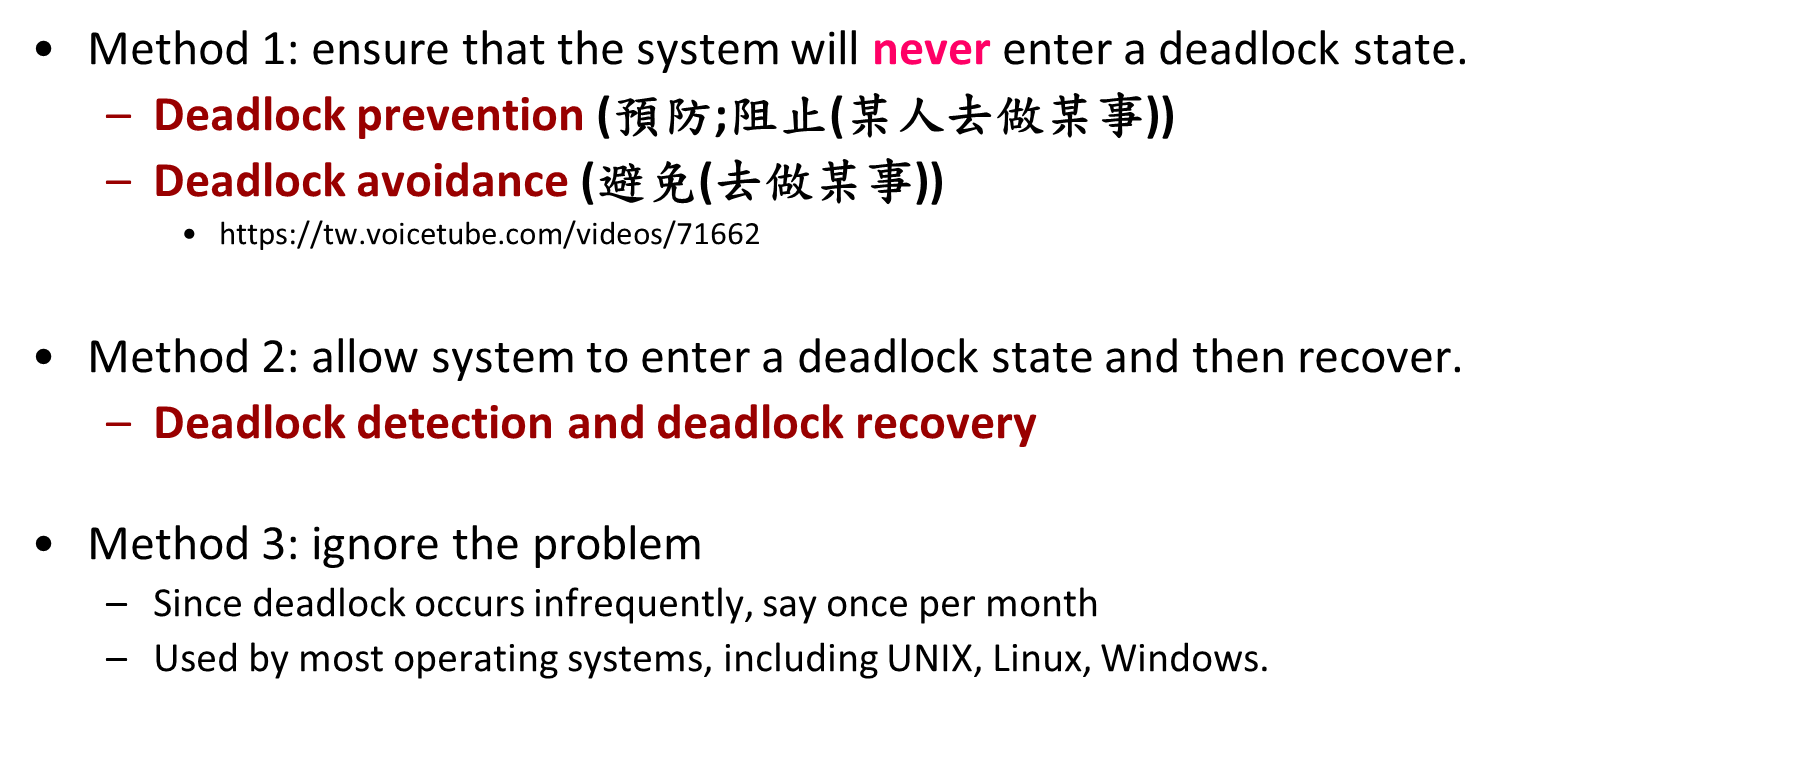 • Method 1: ensure that the system will never enter a deadlock state.
– Deadlock prevention (預防;阻止(某人去做某事))
– Deadlock avoidance (避免(去做某事))
• https://tw.voicetube.com/videos/71662
• Method 2: allow system to enter a deadlock state and then recover.
– Deadlock detection and deadlock recovery
• Method 3: ignore the problem
– Since deadlock occurs infrequently, say once per month
– Used by most operating systems, including UNIX, Linux, Windows.